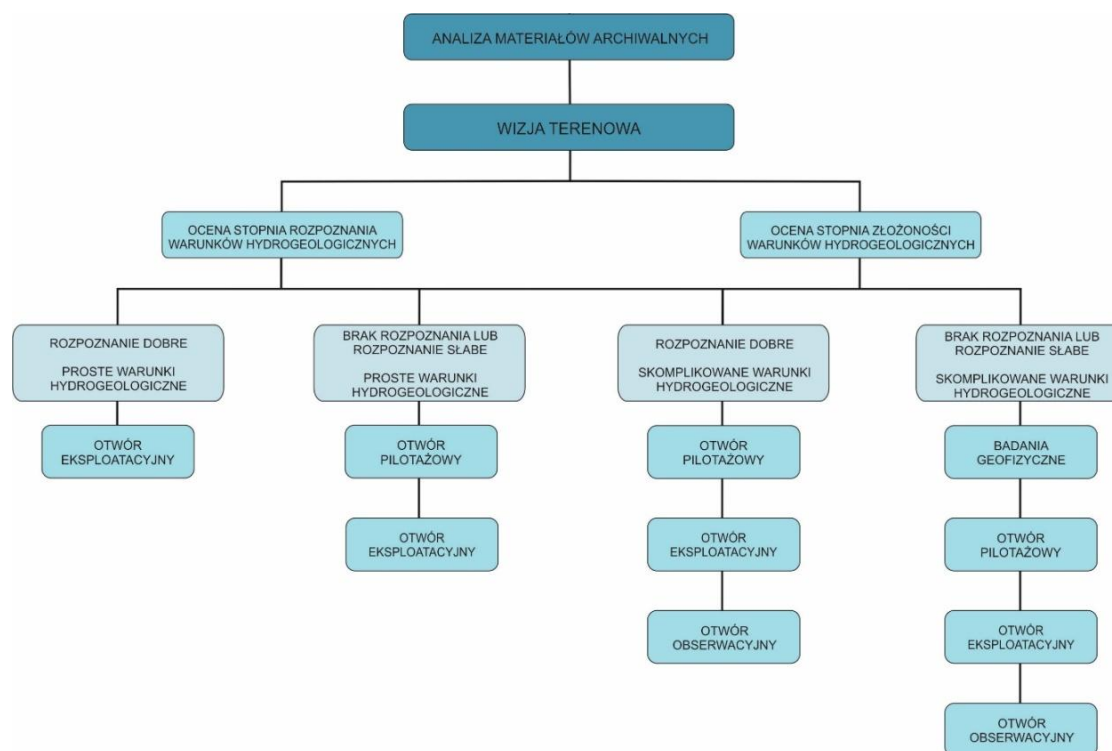 ANALIZA MATERIAŁÓW ARCHIWALNYCH
WIZJA TERENOWA
OCENA STOPNIA ROZPOZNANIA
WARUNKÓW HYDROGEOLOGICZNYCH
OCENA STOPNIA ZŁOŻONOŚCI
WARUNKÓW HYDROGEOLOGICZNYCH
ROZPOZNANIE DOBRE
PROSTE WARUNKI
HYDROGEOLOGICZNE
BRAK ROZPOZNANIA LUB
ROZPOZNANIE SŁABE
PROSTE WARUNKI
HYDROGEOLOGICZNE
ROZPOZNANIE DOBRE
SKOMPLIKOWANE WARUNKI
HYDROGEOLOGICZNE
BRAK ROZPOZNANIA LUB
ROZPOZNANIE SŁABE
SKOMPLIKOWANE WARUNKI
HYDROGEOLOGICZNE
OTWÓR
EKSPLOATACYJNY
OTWÓR
PILOTAŻOWY
OTWÓR
PILOTAŻOWY
BADANIA
GEOFIZYCZNE
OTWÓR
EKSPLOATACYJNY
OTWÓR
EKSPLOATACYJNY
OTWÓR
PILOTAŻOWY
OTWÓR
OBSERWACYJNY
OTWÓR
EKSPLOATACYJNY
OTWÓR
OBSERWACYJNY